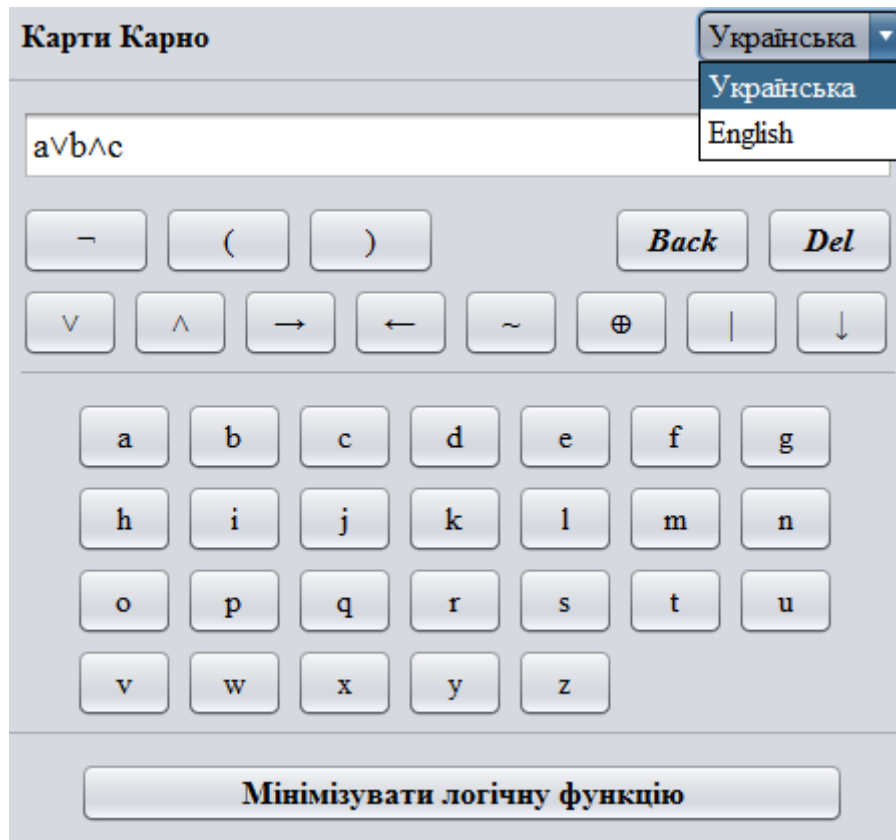 Карти Карно Українська
Українська
English
a∨b∧c
¬ ( ) Back Del
∨ ∧ → ← ~ ⊕ | ↓
a b c d e f g
h i j k l m n
o p q r s t u
v w x y z
Мінімізувати логічну функцію